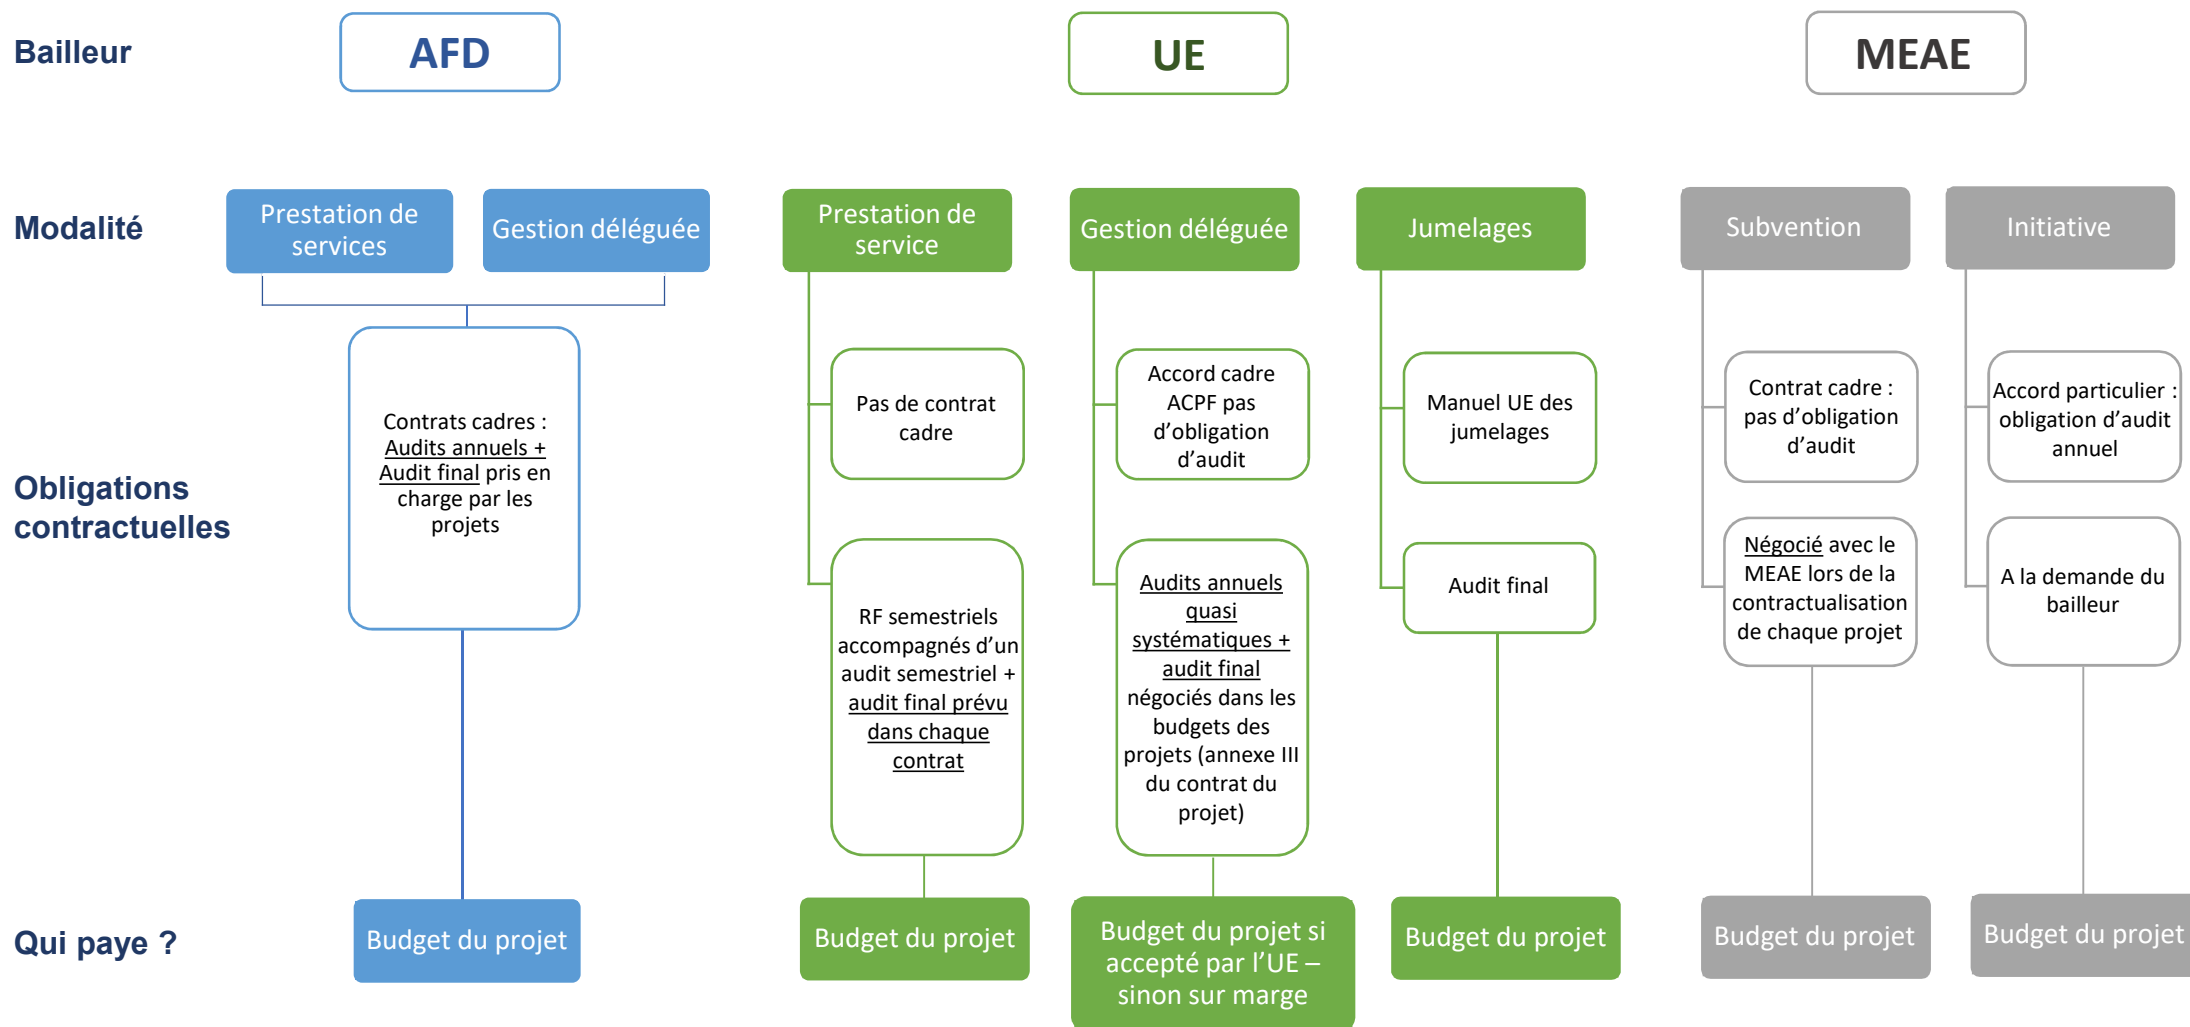 Bailleur
AFD
UE
MEAE
Modalité
Prestation de
services
Gestion déléguée
Prestation de
service
Gestion déléguée
Jumelages
Subvention
Initiative
Obligations
contractuelles
Contrats cadres :
Audits annuels +
Audit final pris en
charge par les
projets
Pas de contrat
cadre
Accord cadre
ACPF pas
d’obligation
d’audit
Manuel UE des
jumelages
Contrat cadre :
pas d’obligation
d’audit
Accord particulier :
obligation d’audit
annuel
RF semestriels
accompagnés d’un
audit semestriel +
audit final prévu
dans chaque
contrat
Audits annuels
quasi
systématiques +
audit final
négociés dans les
budgets des
projets (annexe III
du contrat du
projet)
Audit final
Négocié avec le
MEAE lors de la
contractualisation
de chaque projet
A la demande du
bailleur
Qui paye ?
Budget du projet
Budget du projet
Budget du projet si
accepté par l’UE –
sinon sur marge
Budget du projet
Budget du projet
Budget du projet